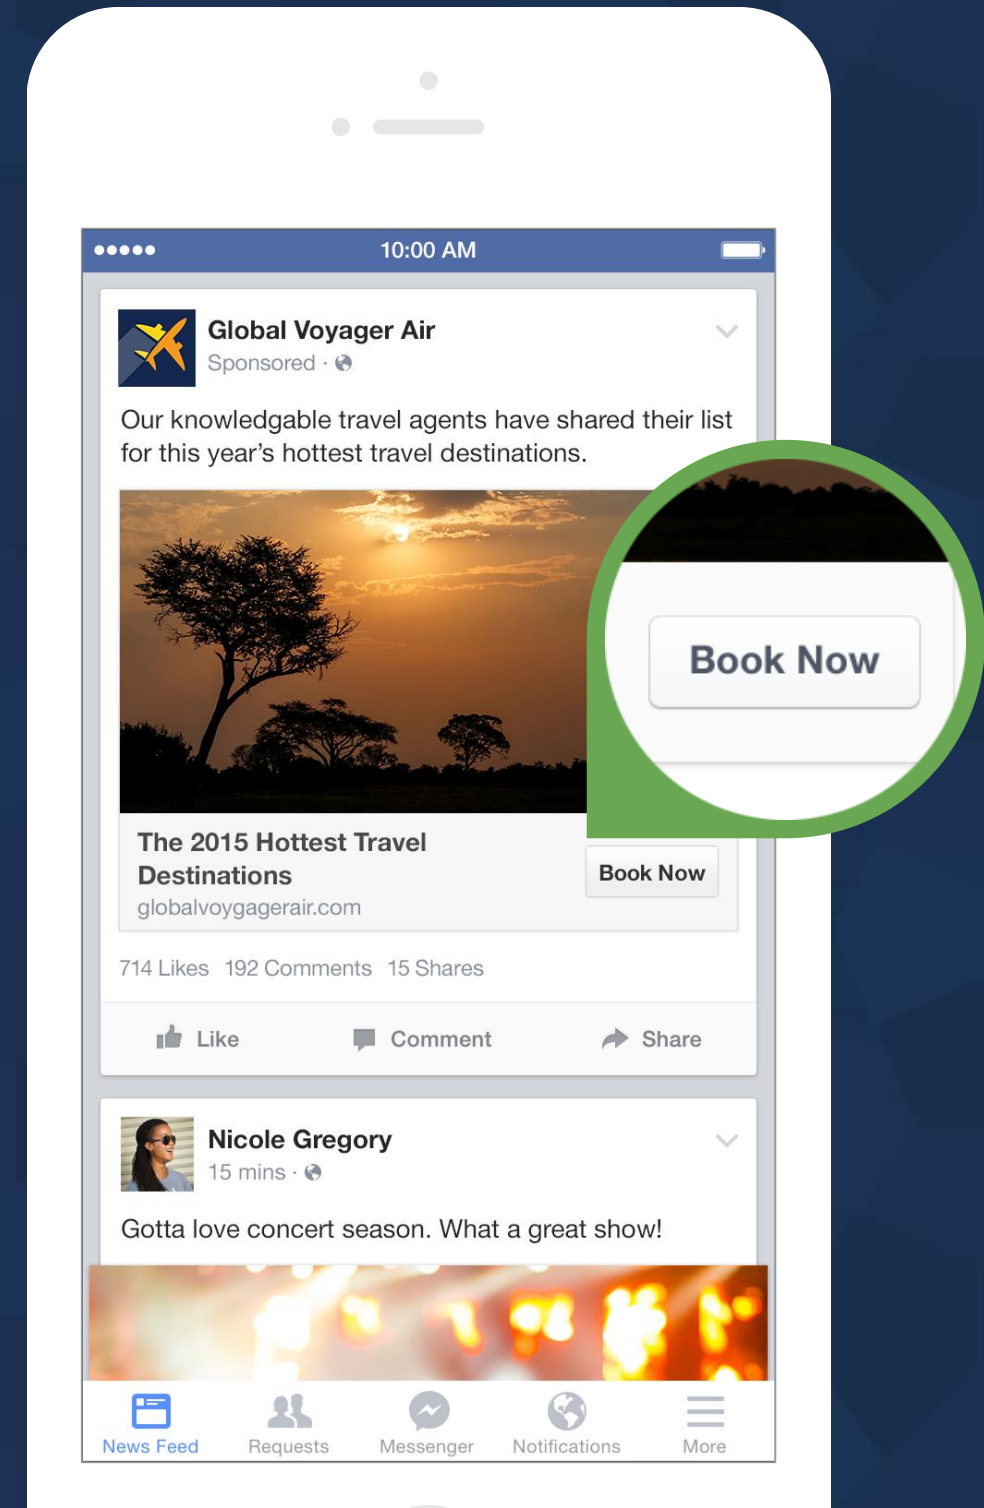 10:00 AM
Global Voyager Air
Sponsored ·
Our knowledgable travel agents have shared their list
for this year's hottest travel destinations.
Book Now
The 2015 Hottest Travel
Destinations
Book Now
globalvoygagerair.com
714 Likes 192 Comments 15 Shares
Like Comment Share
Nicole Gregory
15 mins ·
Gotta love concert season. What a great show!
News Feed Requests Messenger Notifications More